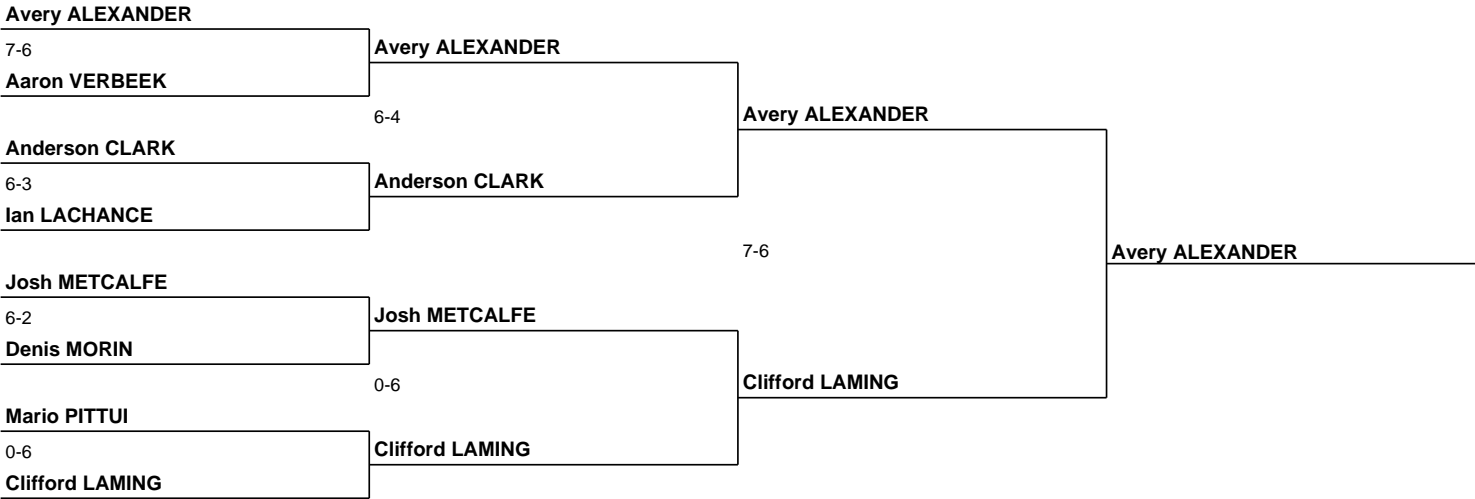 Avery ALEXANDER
7-6
Avery ALEXANDER
Aaron VERBEEK
6-4
Avery ALEXANDER
Anderson CLARK
6-3
Anderson CLARK
Ian LACHANCE
7-6
Avery ALEXANDER
Josh METCALFE
6-2
Josh METCALFE
Denis MORIN
0-6
Clifford LAMING
Mario PITTUI
0-6
Clifford LAMING
Clifford LAMING